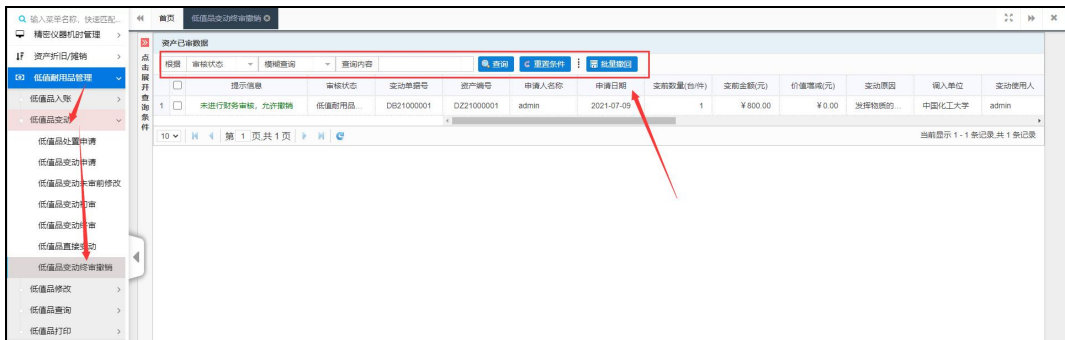 输入菜单名称，快速匹配...
首页
低值品变动终审撤销
精密仪器机时管理
资产折旧/摊销
低值耐用品管理
低值品入账
低值品变动
低值品处置申请
低值品变动申请
低值品变动未审前修改
低值品变动初审
低值品变动终审
低值品直接变动
低值品变动终审撤销
低值品修改
低值品查询
低值品打印
点击展开查询条件
资产已审数据
根据 审核状态 模糊查询 查询内容 查询 重置条件 批量撤回
提示信息 审核状态 变动单据号 资产编号 申请人名称 申请日期 变前数量(台/件) 变前金额(元) 价值增减(元) 变动原因 调入单位 变动使用人
1 未进行财务审核，允许撤销 低值耐用品... DB21000001 DZ21000001 admin 2021-07-09 1 ￥800.00 ￥0.00 发挥物质的... 中国化工大学 admin
10 第 1 页,共1页 当前显示 1 - 1 条记录,共 1 条记录